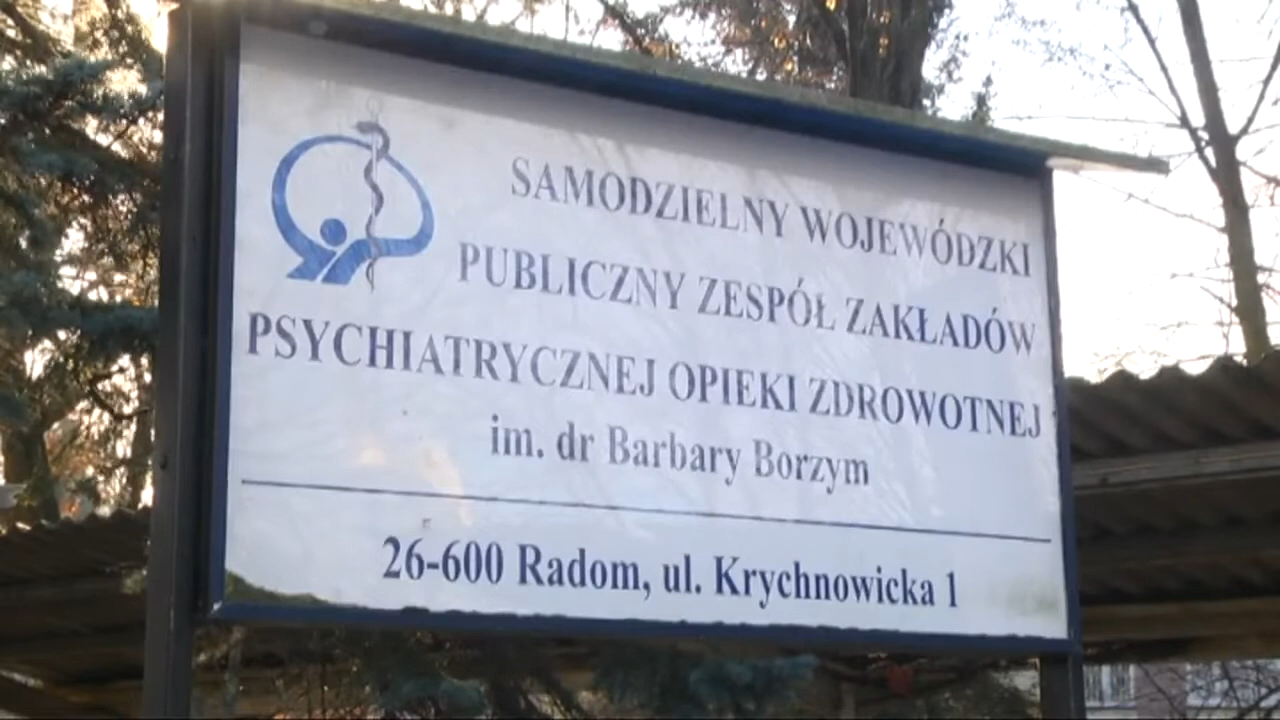 SAMODZIELNY WOJEWÓDZKI
PUBLICZNY ZESPÓŁ ZAKŁADÓW
PSYCHIATRYCZNEJ OPIEKI ZDROWOTNEJ
im. dr Barbary Borzym
26-600 Radom, ul. Krychnowicka 1